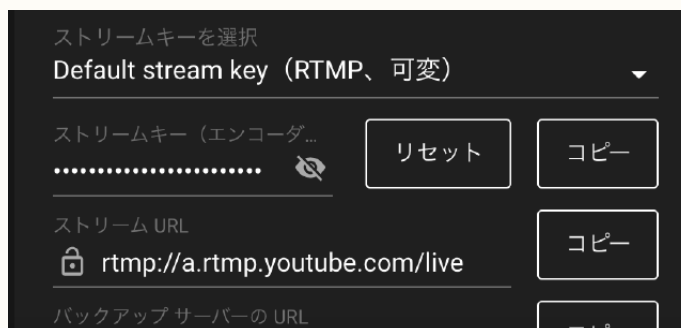 ストリームキーを選択
Default stream key（RTMP、可変）
ストリームキー（エンコーダ...
リセット
コピー
ストリーム URL
rtmp://a.rtmp.youtube.com/live
コピー
バックアップ サーバーの URL
コピー